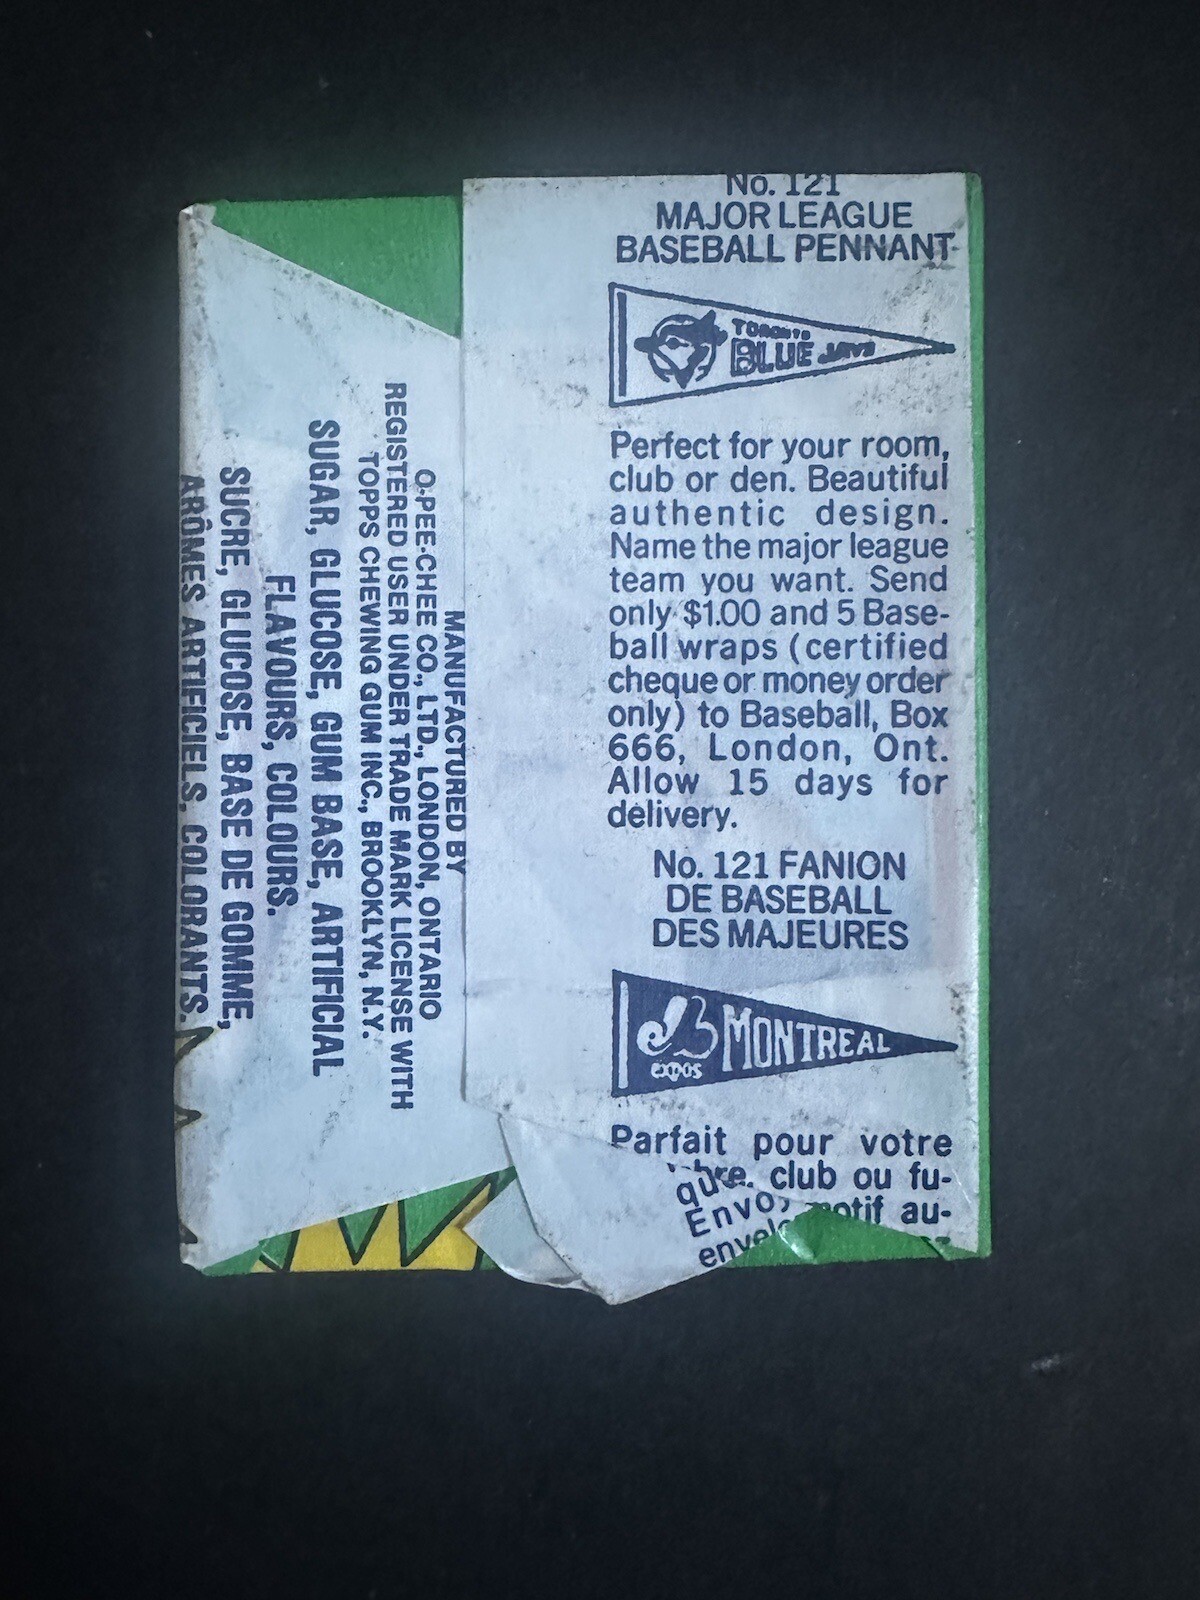 No. 121
MAJOR LEAGUE
BASEBALL PENNANT
TORONTO
BLUE JAYS
Perfect for your room,
club or den. Beautiful
authentic design.
Name the major league
team you want. Send
only $1.00 and 5 Base-
ball wraps (certified
cheque or money order
only) to Baseball, Box
666, London, Ont.
Allow 15 days for
delivery.
No. 121 FANION
DE BASEBALL
DES MAJEURES
expos
MONTREAL
Parfait pour votre
club ou fu-
motif au-
que
Envoy
envelo
MANUFACTURED BY
O-PEE-CHEE CO., LTD., LONDON, ONTARIO
REGISTERED USER UNDER TRADE MARK LICENSE WITH
TOPPS CHEWING GUM INC., BROOKLYN, N.Y.
SUGAR, GLUCOSE, GUM BASE, ARTIFICIAL
FLAVOURS, COLOURS.
SUCRE, GLUCOSE, BASE DE GOMME,
ARÔMES ARTIFICIELS, COLORANTS.